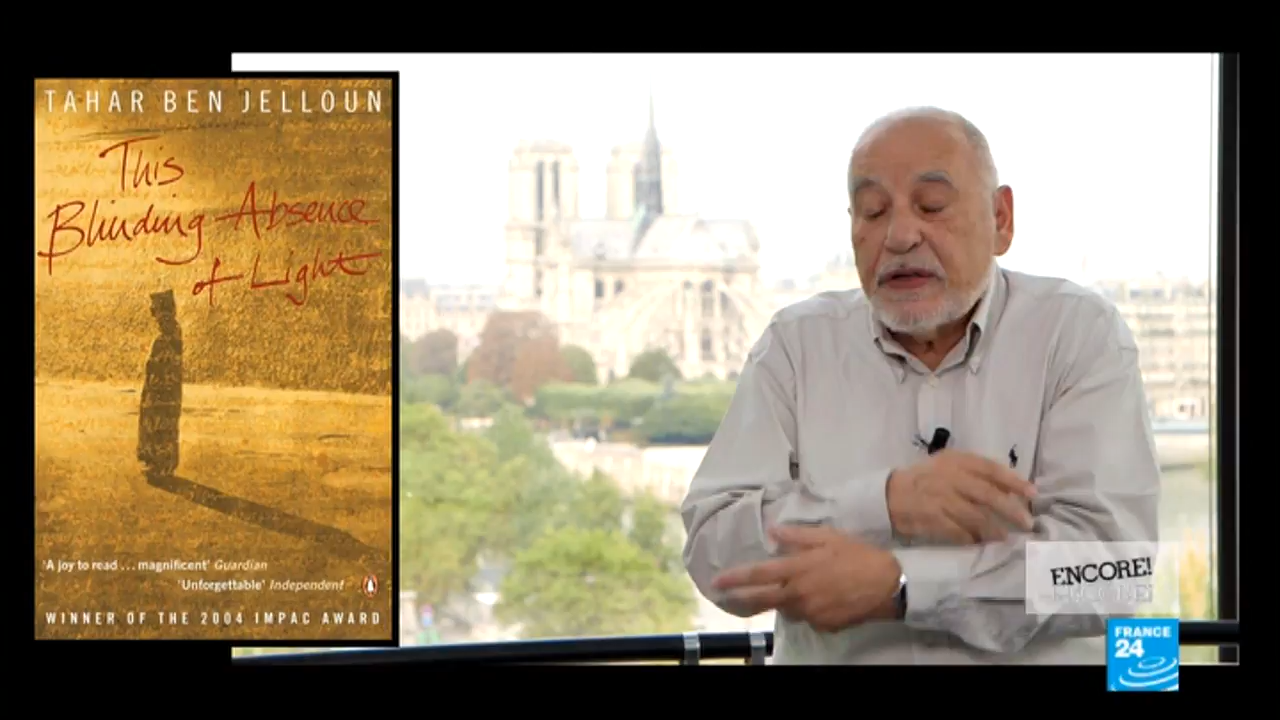 TAHAR BEN JELLOUN
This
Blinding Absence
of Light
'A joy to read ... magnificent' Guardian
'Unforgettable' Independent
WINNER OF THE 2004 IMPAC AWARD
ENCORE!
FRANCE
24